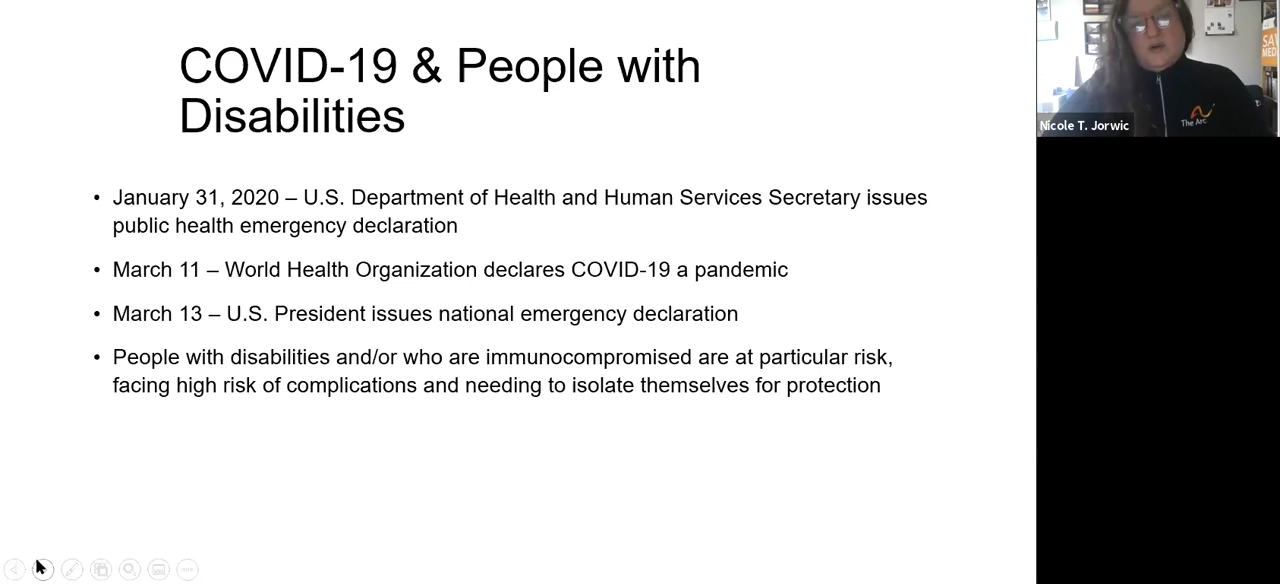 COVID-19 & People with
Disabilities
• January 31, 2020 – U.S. Department of Health and Human Services Secretary issues
public health emergency declaration
• March 11 – World Health Organization declares COVID-19 a pandemic
• March 13 – U.S. President issues national emergency declaration
• People with disabilities and/or who are immunocompromised are at particular risk,
facing high risk of complications and needing to isolate themselves for protection
SA
MED
The Arc
Nicole T. Jorwic